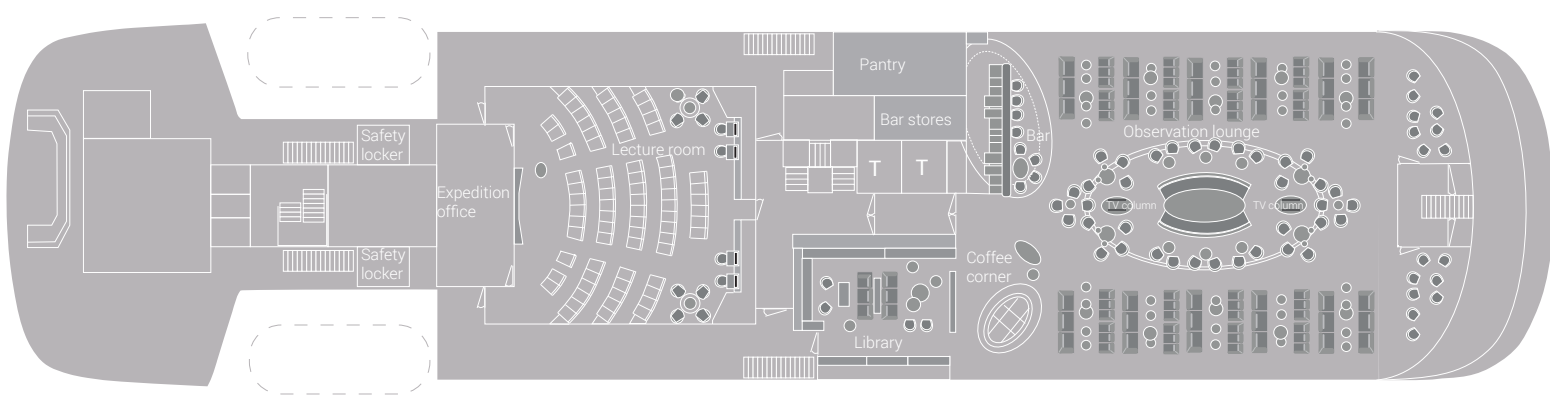 Safety
locker
Expedition
office
Safety
locker
Lecture room
Pantry
Bar stores
T
T
Bar
Observation lounge
TV column
TV column
Coffee
corner
Library